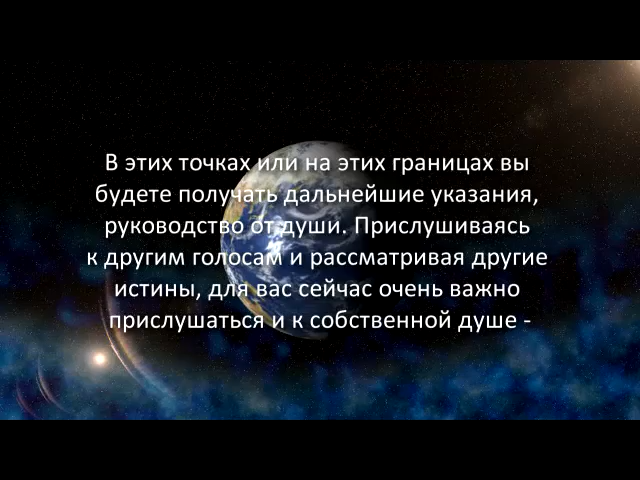 В этих точках или на этих границах вы
будете получать дальнейшие указания,
руководство от души. Прислушиваясь
к другим голосам и рассматривая другие
истины, для вас сейчас очень важно
прислушаться и к собственной душе -